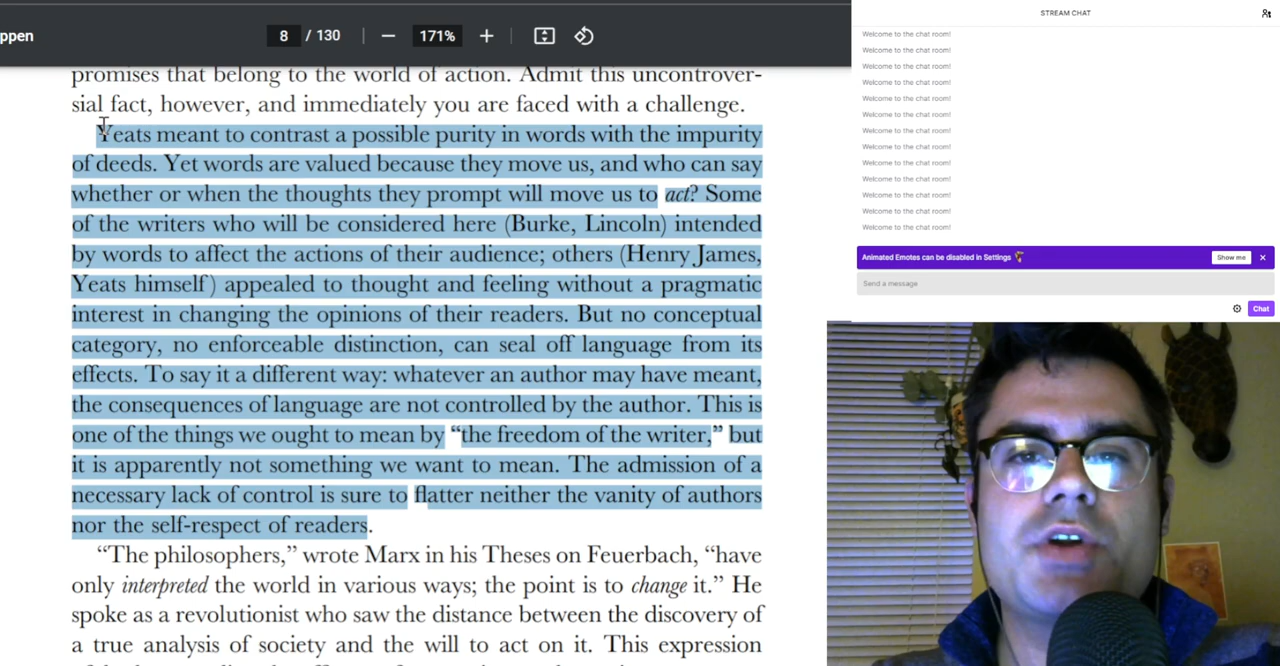 ppen
8 / 130
171%
promises that belong to the world of action. Admit this uncontrover-
sial fact, however, and immediately you are faced with a challenge.
Yeats meant to contrast a possible purity in words with the impurity
of deeds. Yet words are valued because they move us, and who can say
whether or when the thoughts they prompt will move us to act? Some
of the writers who will be considered here (Burke, Lincoln) intended
by words to affect the actions of their audience; others (Henry James,
Yeats himself) appealed to thought and feeling without a pragmatic
interest in changing the opinions of their readers. But no conceptual
category, no enforceable distinction, can seal off language from its
effects. To say it a different way: whatever an author may have meant,
the consequences of language are not controlled by the author. This is
one of the things we ought to mean by “the freedom of the writer,” but
it is apparently not something we want to mean. The admission of a
necessary lack of control is sure to flatter neither the vanity of authors
nor the self-respect of readers.
“The philosophers,” wrote Marx in his Theses on Feuerbach, “have
only interpreted the world in various ways; the point is to change it.” He
spoke as a revolutionist who saw the distance between the discovery of
a true analysis of society and the will to act on it. This expression
STREAM CHAT
Welcome to the chat room!
Welcome to the chat room!
Welcome to the chat room!
Welcome to the chat room!
Welcome to the chat room!
Welcome to the chat room!
Welcome to the chat room!
Welcome to the chat room!
Welcome to the chat room!
Welcome to the chat room!
Welcome to the chat room!
Welcome to the chat room!
Welcome to the chat room!
Animated Emotes can be disabled in Settings
Show me
Send a message
Chat